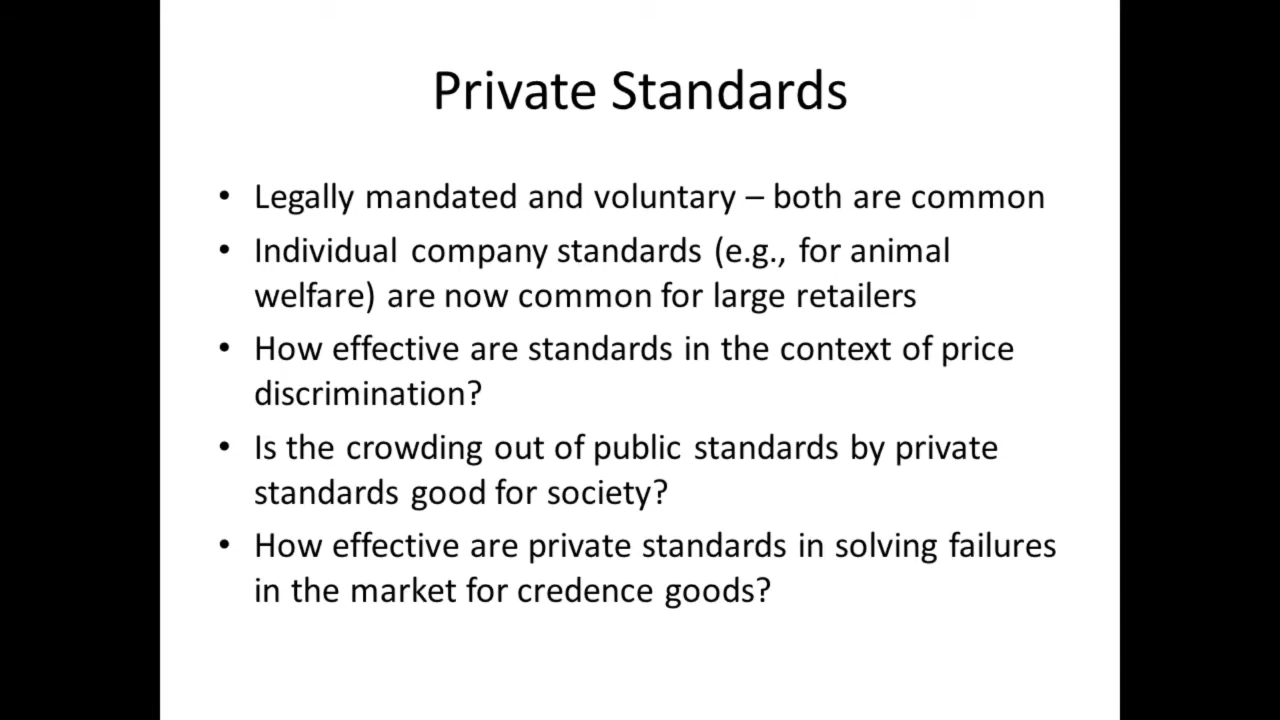 Private Standards
• Legally mandated and voluntary – both are common
• Individual company standards (e.g., for animal
welfare) are now common for large retailers
• How effective are standards in the context of price
discrimination?
• Is the crowding out of public standards by private
standards good for society?
• How effective are private standards in solving failures
in the market for credence goods?